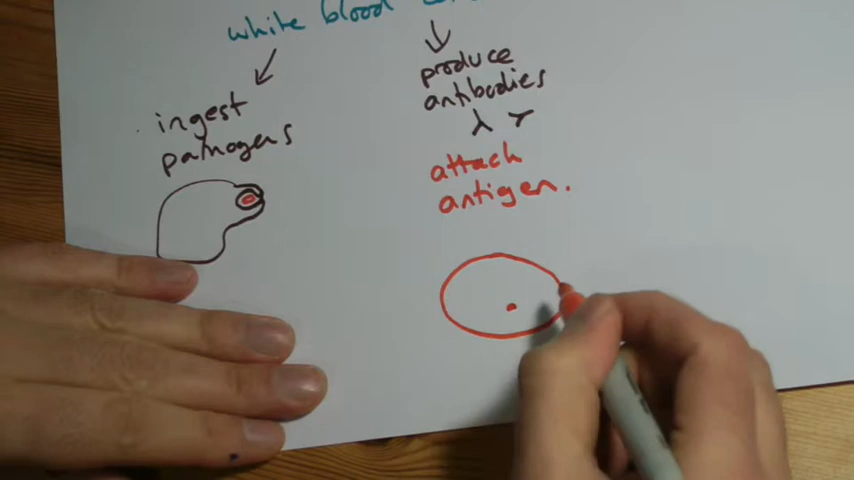 white blood
ingest
pathogens
produce
antibodies
attach
antigen.